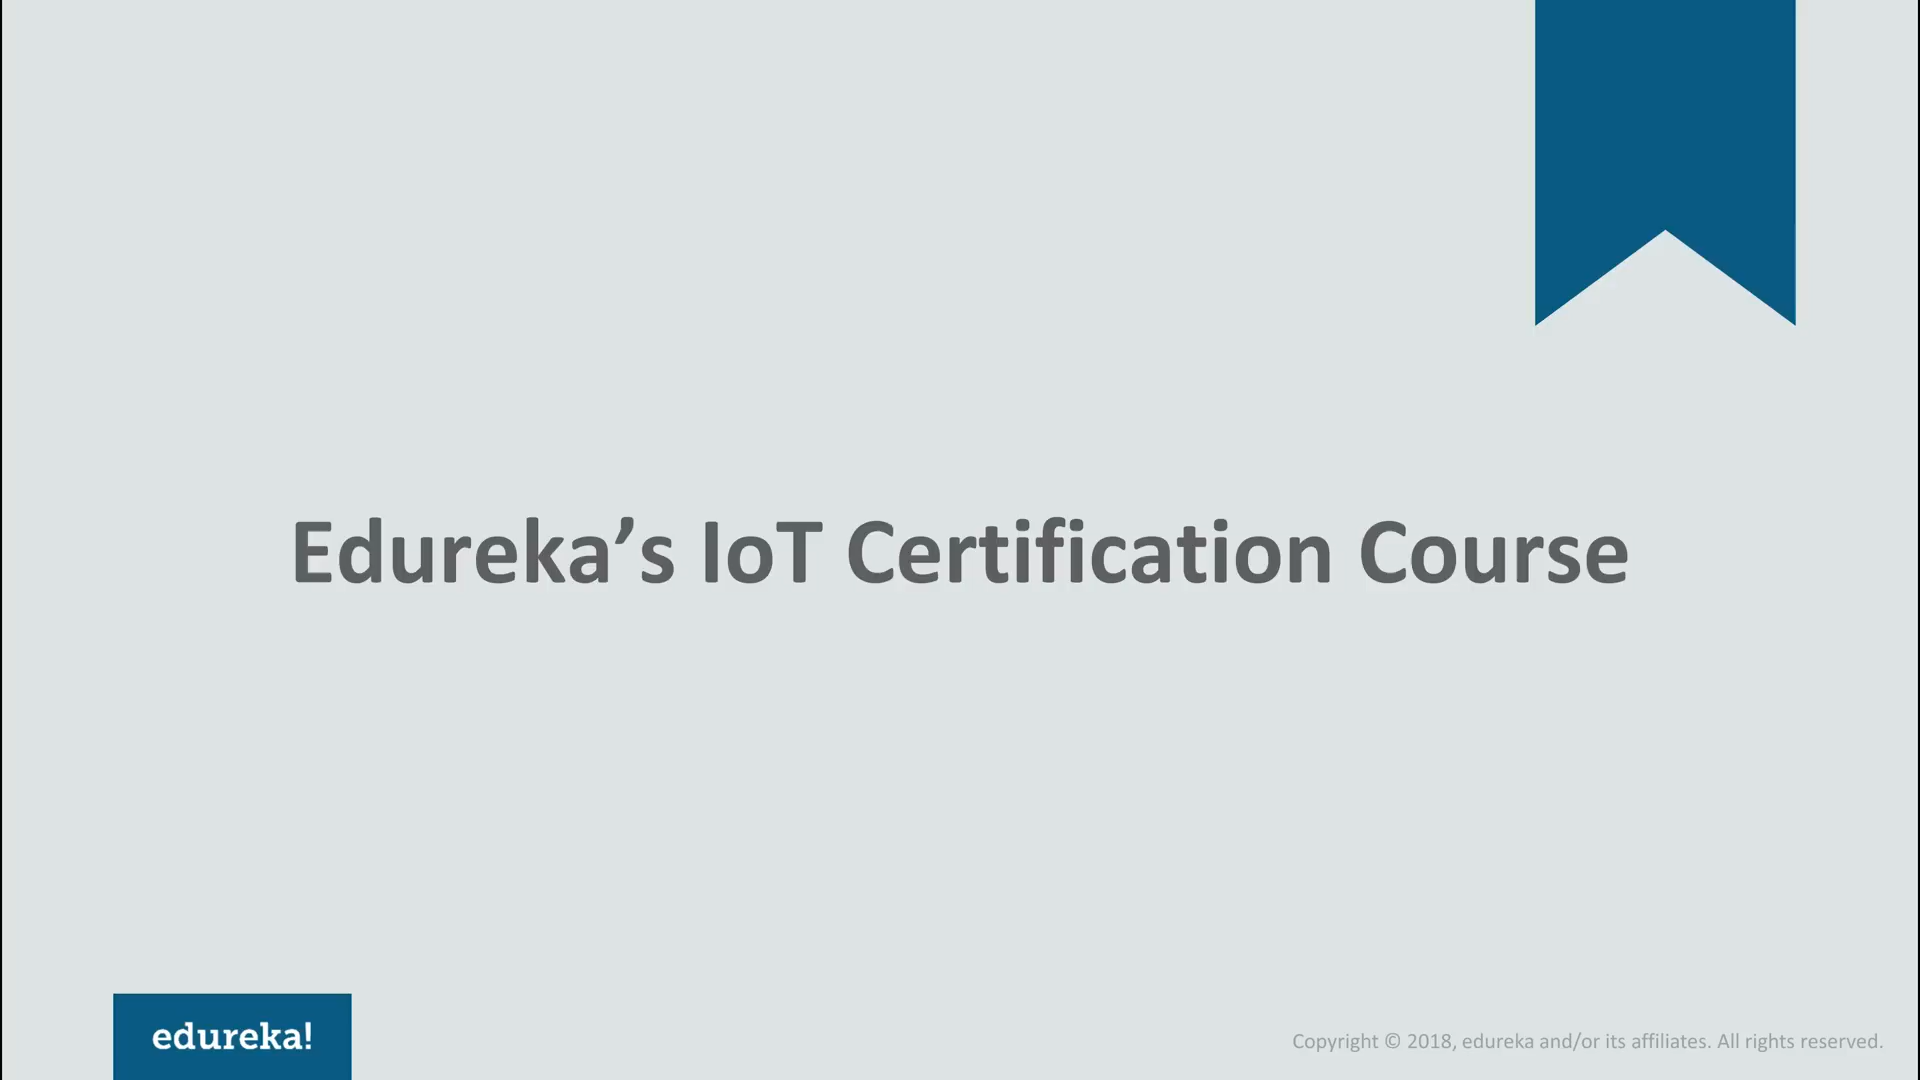 Edureka’s IoT Certification Course
edureka!
Copyright © 2018, edureka and/or its affiliates. All rights reserved.